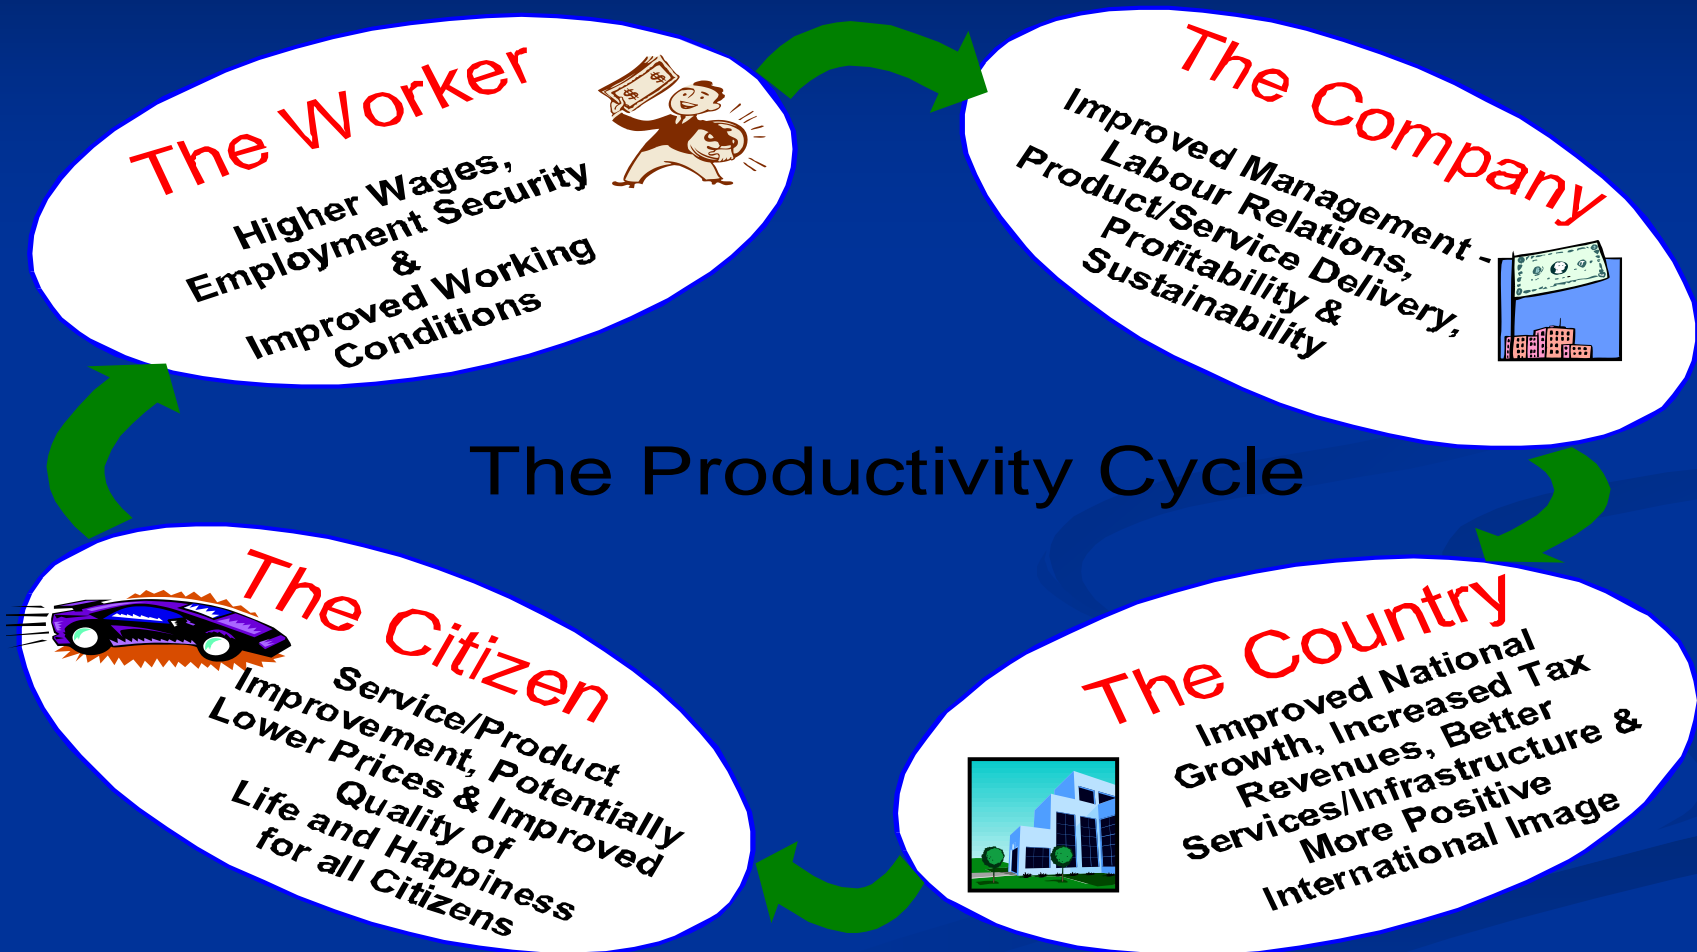 The Worker
Higher Wages,
Employment Security
&
Improved Working
Conditions
The Company
Improved Management -
Labour Relations,
Product/Service Delivery,
Profitability &
Sustainability
The Productivity Cycle
The Citizen
Service/Product
Improvement, Potentially
Lower Prices & Improved
Quality of
Life and Happiness
for all Citizens
The Country
Improved National
Growth, Increased Tax
Revenues, Better
Services/Infrastructure &
More Positive
International Image